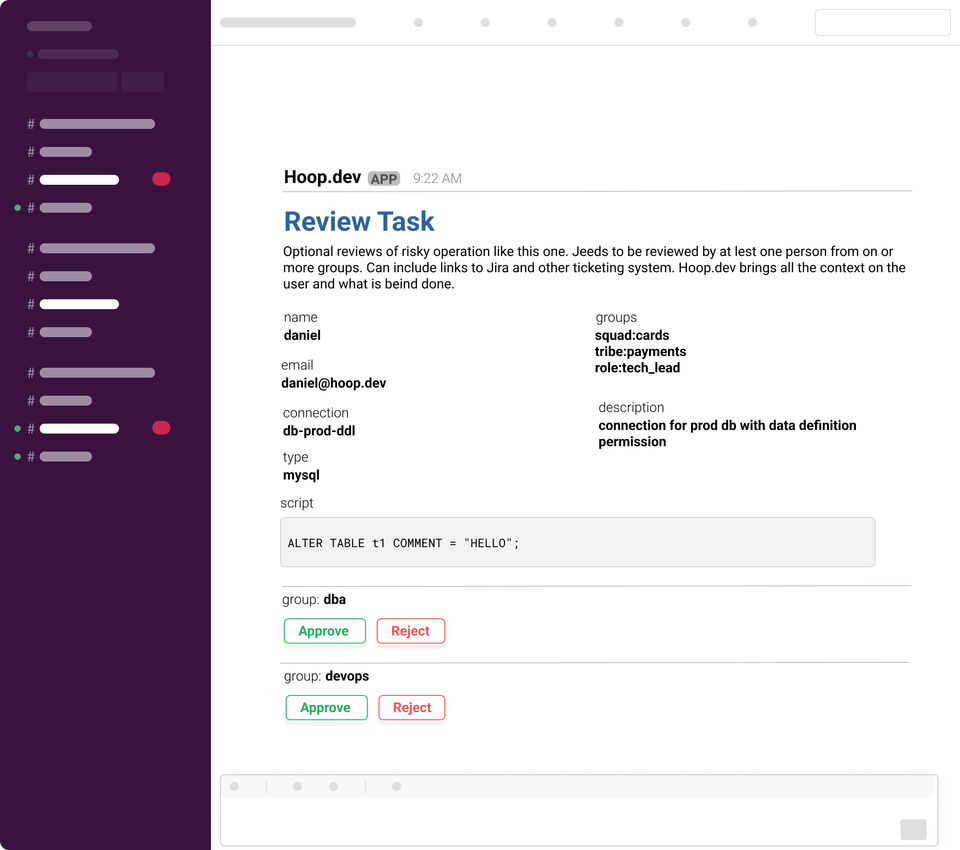 #
#
#
#
#
#
#
#
#
#
#
#
Hoop.dev APP 9:22 AM
Review Task
Optional reviews of risky operation like this one. Jeeds to be reviewed by at lest one person from on or
more groups. Can include links to Jira and other ticketing system. Hoop.dev brings all the context on the
user and what is beind done.
name
daniel
email
daniel@hoop.dev
connection
db-prod-ddl
type
mysql
groups
squad:cards
tribe:payments
role:tech_lead
description
connection for prod db with data definition
permission
script
ALTER TABLE t1 COMMENT = "HELLO";
group: dba
Approve Reject
group: devops
Approve Reject